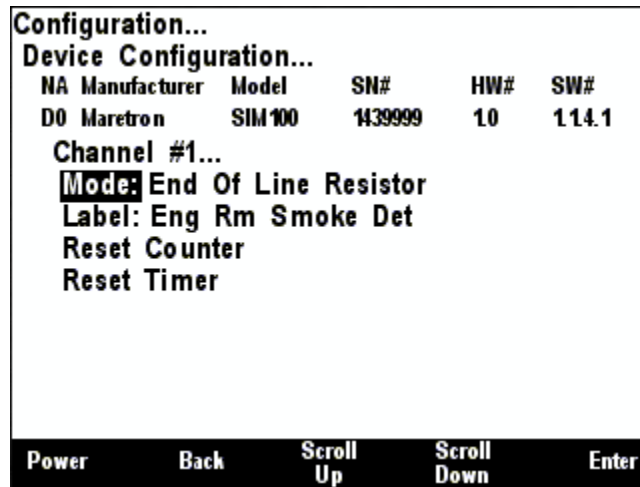 Configuration...
Device Configuration...
NA Manufacturer Model SN# HW# SW#
D0 Maretron SIM100 1439999 1.0 1.1.4.1
Channel #1...
Mode: End Of Line Resistor
Label: Eng Rm Smoke Det
Reset Counter
Reset Timer
Power Back Scroll Up Scroll Down Enter